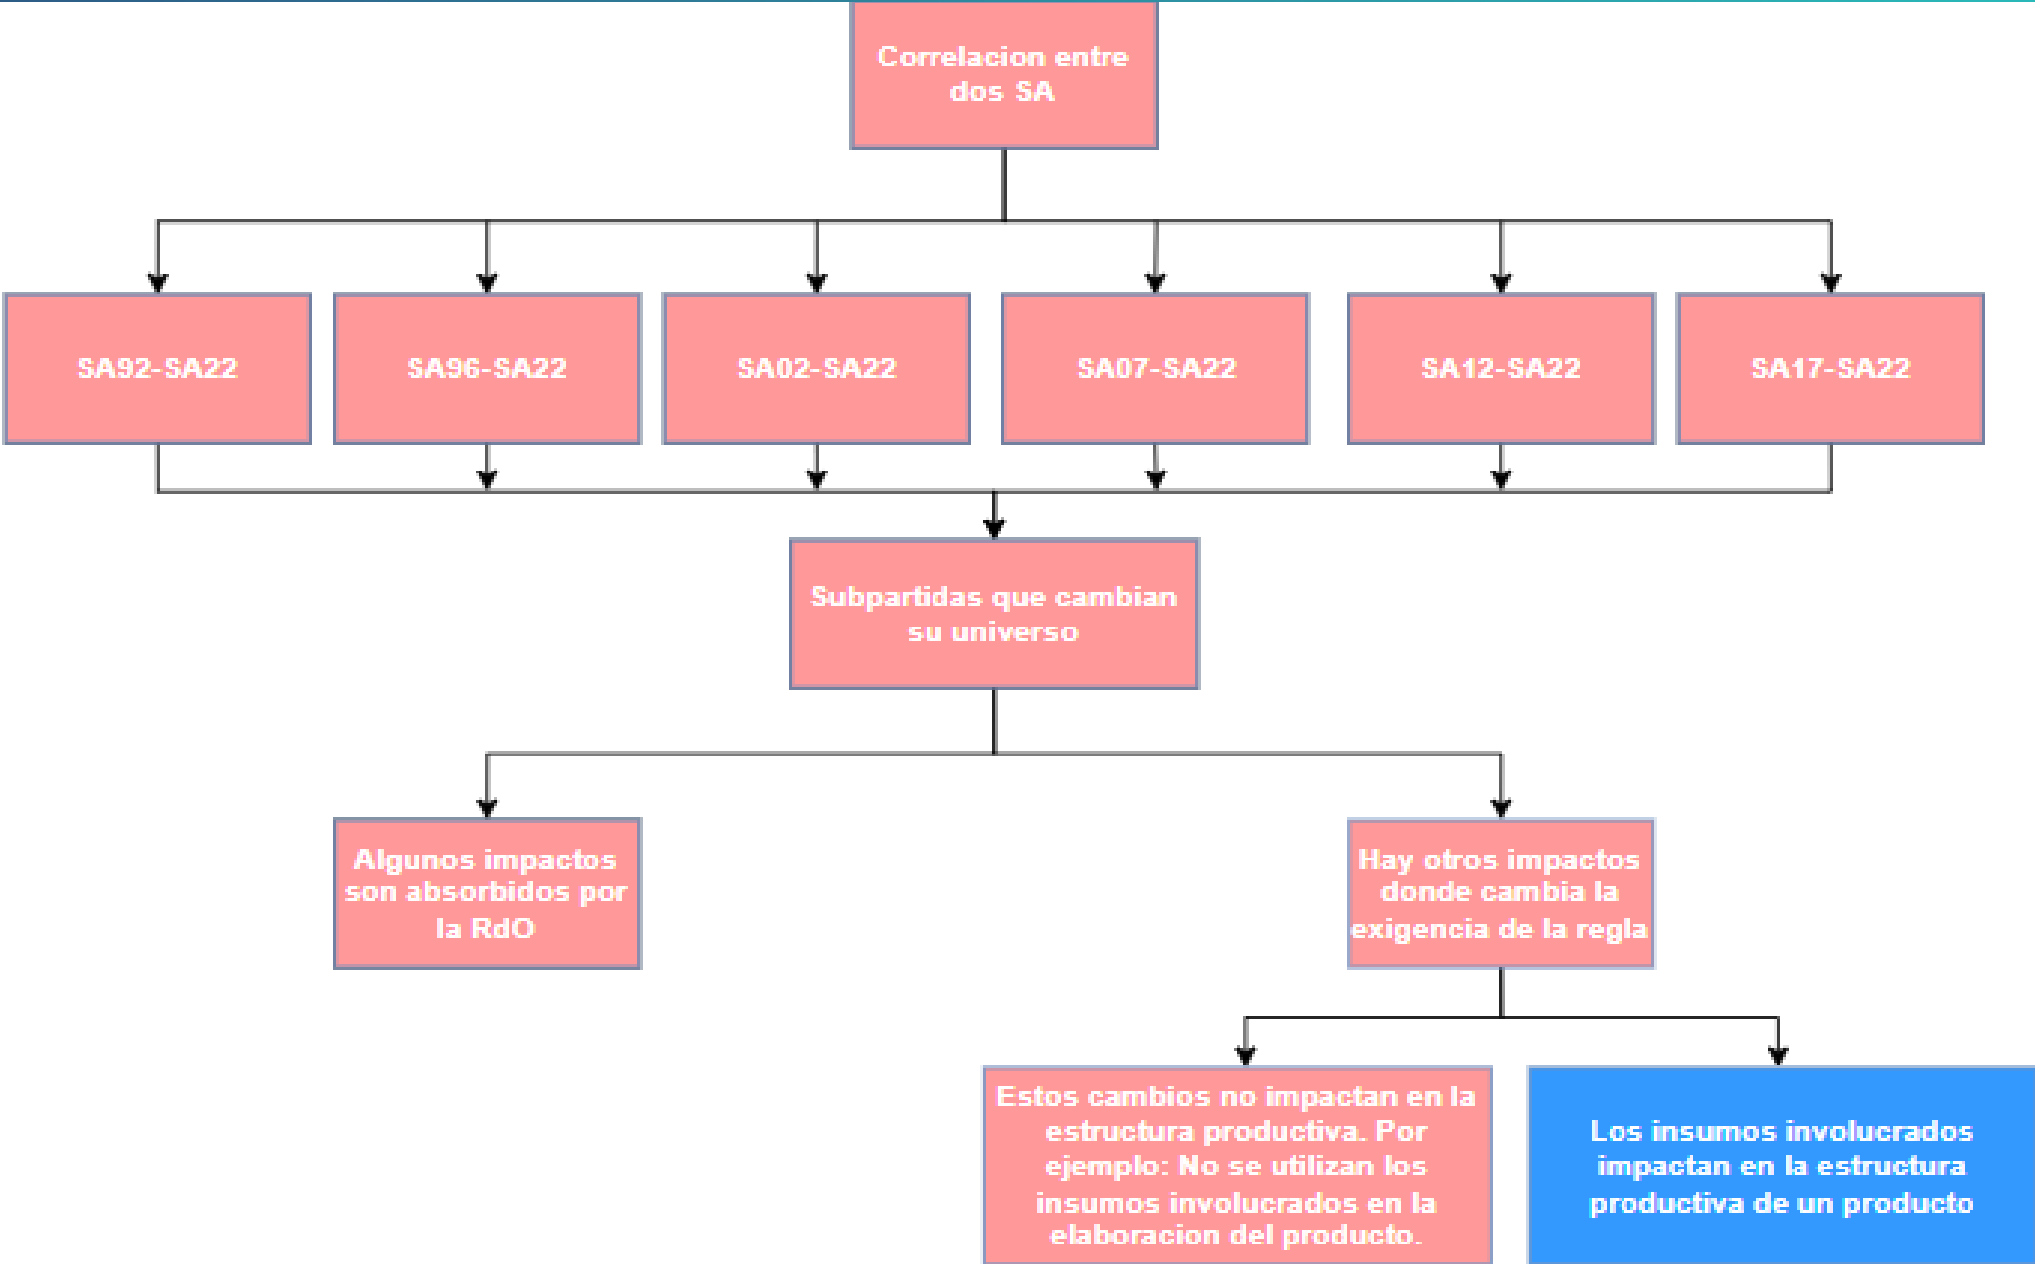 Correlacion entre
dos SA
SA92-SA22
SA96-SA22
SA02-SA22
SA07-SA22
SA12-SA22
SA17-SA22
Subpartidas que cambian
su universo
Algunos impactos
son absorbidos por
la RdO
Hay otros impactos
donde cambia la
exigencia de la regla
Estos cambios no impactan en la
estructura productiva. Por
ejemplo: No se utilizan los
insumos involucrados en la
elaboracion del producto.
Los insumos involucrados
impactan en la estructura
productiva de un producto